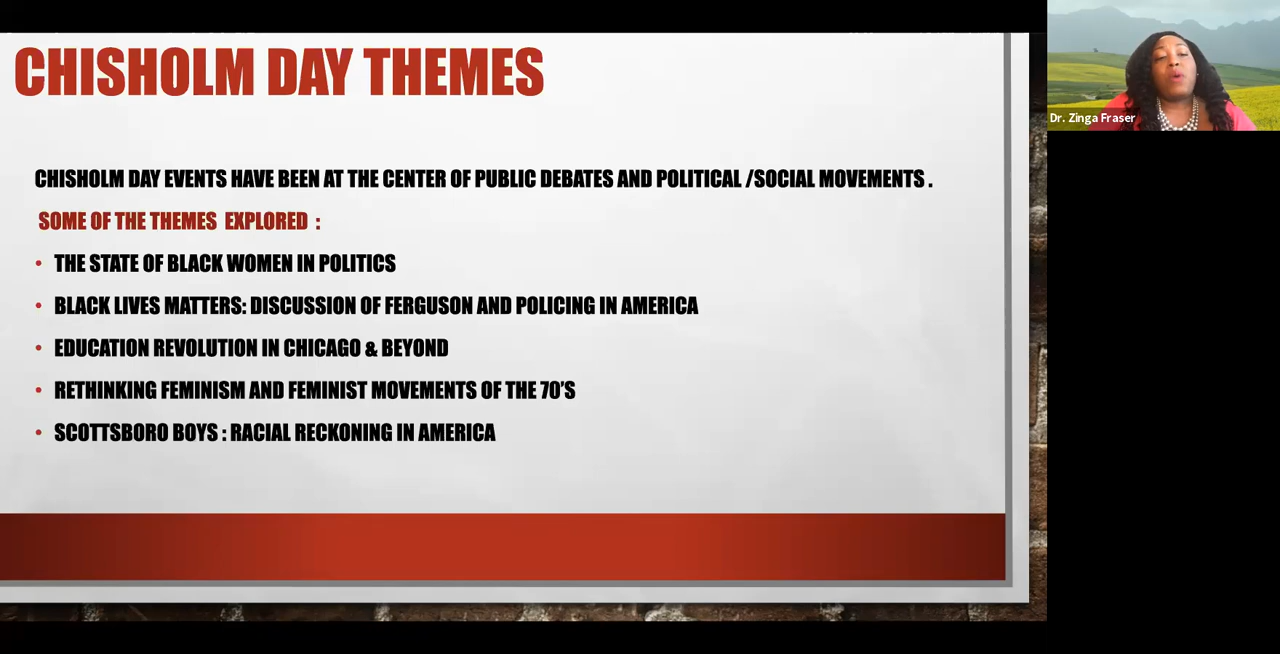 CHISHOLM DAY THEMES
CHISHOLM DAY EVENTS HAVE BEEN AT THE CENTER OF PUBLIC DEBATES AND POLITICAL /SOCIAL MOVEMENTS .
SOME OF THE THEMES EXPLORED :
• THE STATE OF BLACK WOMEN IN POLITICS
• BLACK LIVES MATTERS: DISCUSSION OF FERGUSON AND POLICING IN AMERICA
• EDUCATION REVOLUTION IN CHICAGO & BEYOND
• RETHINKING FEMINISM AND FEMINIST MOVEMENTS OF THE 70'S
• SCOTTSBORO BOYS : RACIAL RECKONING IN AMERICA
Dr. Zinga Fraser